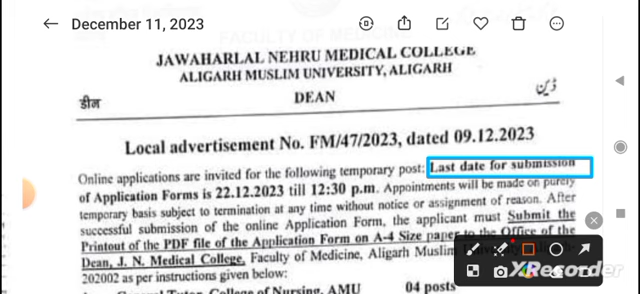 December 11, 2023
FACULTY OF MEDICINE
JAWAHARLAL NEHRU MEDICAL COLLEGE
ALIGARH MUSLIM UNIVERSITY, ALIGARH
डीन DEAN ڈین
Local advertisement No. FM/47/2023, dated 09.12.2023
Online applications are invited for the following temporary post: Last date for submission
of Application Forms is 22.12.2023 till 12:30 p.m. Appointments will be made on purely
temporary basis subject to termination at any time without notice or assignment of reason. After
successful submission of the online Application Form, the applicant must Submit the
Printout of the PDF file of the Application Form on A-4 Size paper to the Office of the
Dean, J. N. Medical College, Faculty of Medicine, Aligarh Muslim
202002 as per instructions given below:
College of Nursing, AMU 04 posts
XRecorder